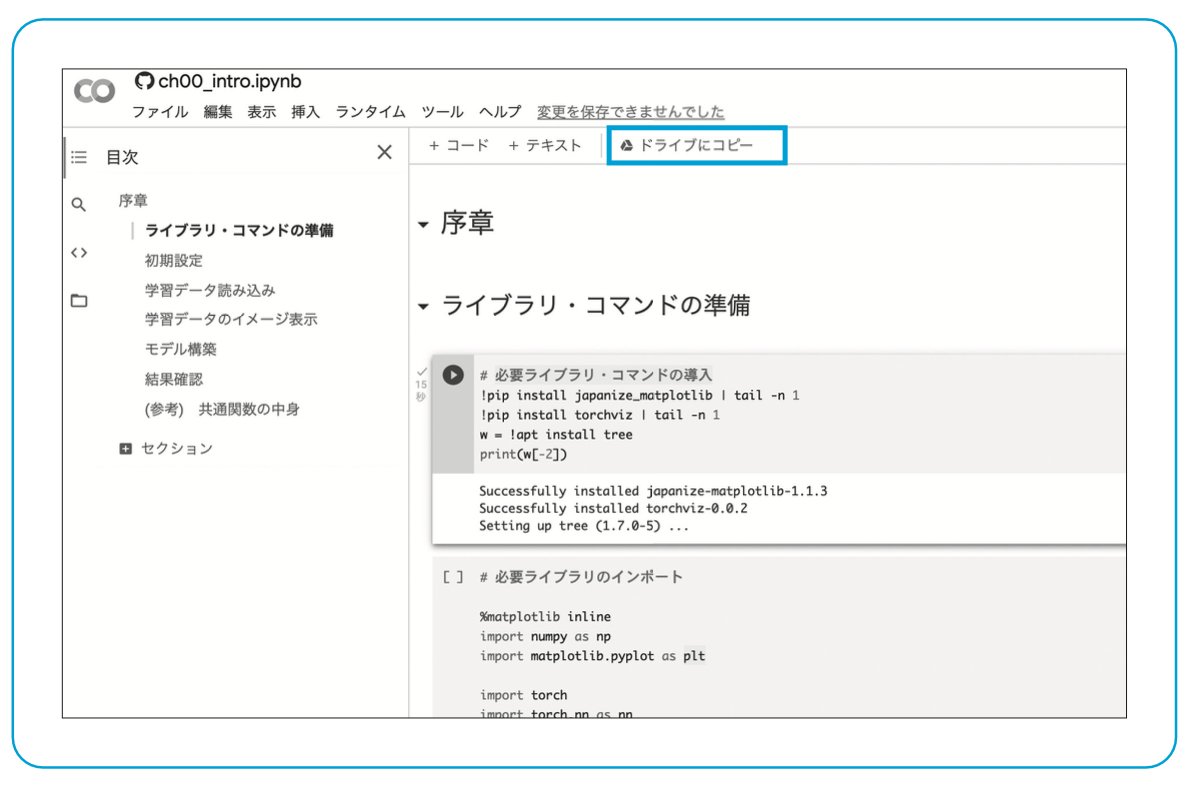 CO
ch00_intro.ipynb
ファイル 編集 表示 挿入 ランタイム ツール ヘルプ 変更を保存できませんでした
+ コード + テキスト ドライブにコピー
目次
序章
ライブラリ・コマンドの準備
初期設定
学習データ読み込み
学習データのイメージ表示
モデル構築
結果確認
(参考) 共通関数の中身
セクション
序章
ライブラリ・コマンドの準備
15
秒
# 必要ライブラリ・コマンドの導入
!pip install japanize_matplotlib | tail -n 1
!pip install torchviz | tail -n 1
w = !apt install tree
print(w[-2])
Successfully installed japanize-matplotlib-1.1.3
Successfully installed torchviz-0.0.2
Setting up tree (1.7.0-5) ...
[ ] # 必要ライブラリのインポート
%matplotlib inline
import numpy as np
import matplotlib.pyplot as plt
import torch
import torch.nn as nn